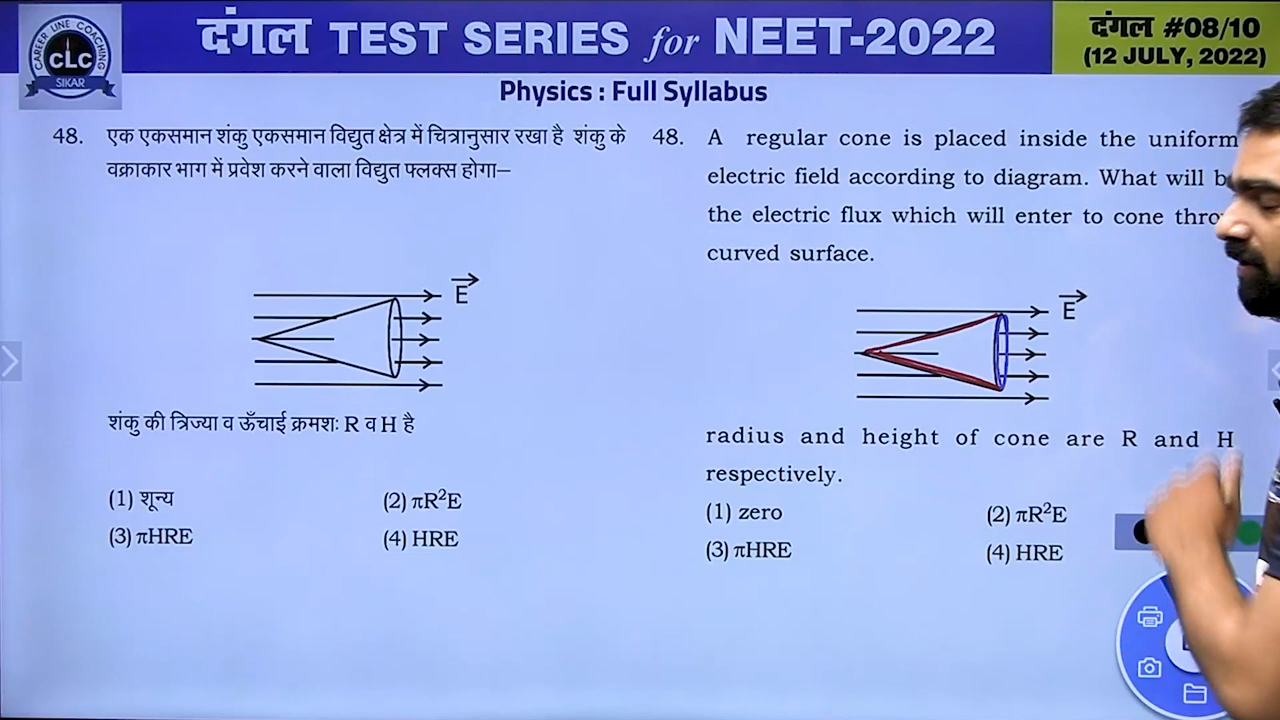 CAREER LINE COACHING
CLC
SIKAR
दंगल TEST SERIES for NEET-2022
दंगल #08/10
(12 JULY, 2022)
Physics : Full Syllabus
48. एक एकसमान शंकु एकसमान विद्युत क्षेत्र में चित्रानुसार रखा है शंकु के
वक्राकार भाग में प्रवेश करने वाला विद्युत फ्लक्स होगा–
E
शंकु की त्रिज्या व ऊँचाई क्रमशः R व H है
(1) शून्य (2) πR²E
(3) πHRE (4) HRE
48. A regular cone is placed inside the uniform
electric field according to diagram. What will
the electric flux which will enter to cone
curved surface.
E
radius and height of cone are R and H
respectively.
(1) zero (2) πR²E
(3) πHRE (4) HRE